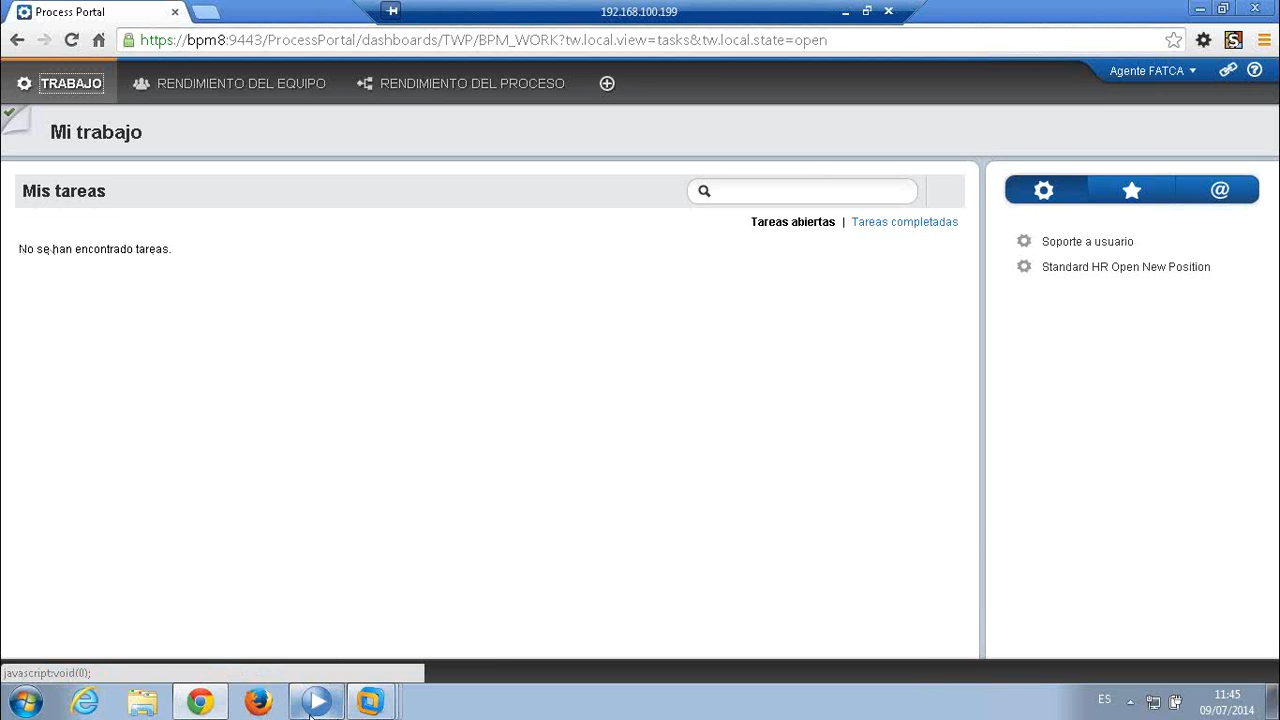 Process Portal
192.168.100.199
https://bpm8:9443/ProcessPortal/dashboards/TWP/BPM_WORK?tw.local.view=tasks&tw.local.state=open
TRABAJO
RENDIMIENTO DEL EQUIPO
RENDIMIENTO DEL PROCESO
Agente FATCA
Mi trabajo
Mis tareas
Tareas abiertas | Tareas completadas
No se han encontrado tareas.
Soporte a usuario
Standard HR Open New Position
javascript:void(0);
ES
11:45
09/07/2014